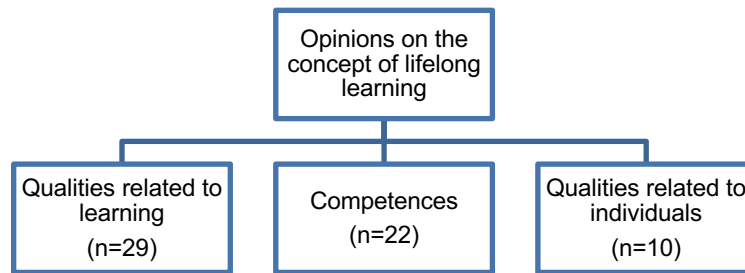 Opinions on the
concept of lifelong
learning
Qualities related to
learning
(n=29)
Competences
(n=22)
Qualities related to
individuals
(n=10)